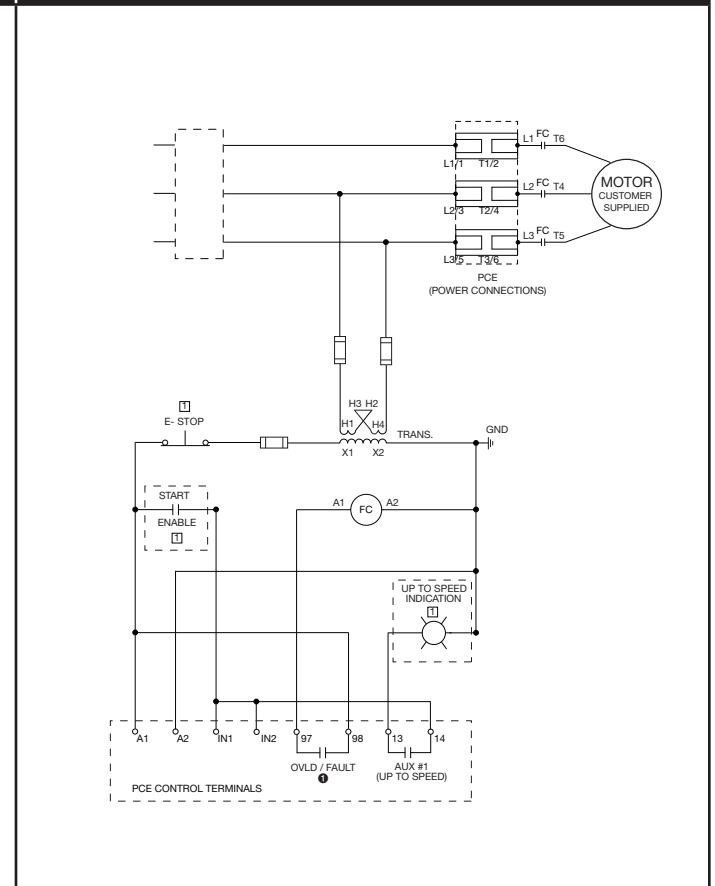 L1 FC T6
L1/1 T1/2
MOTOR
CUSTOMER
SUPPLIED
L2 FC T4
L2/3 T2/4
L3 FC T5
L3/5 T3/6
PCE
(POWER CONNECTIONS)
1
E- STOP
H3 H2
H1 H4
TRANS.
GND
X1 X2
START
ENABLE
1
A1 FC A2
UP TO SPEED
INDICATION
1
A1 A2 IN1 IN2 97 98 13 14
OVLD / FAULT
1
AUX #1
(UP TO SPEED)
PCE CONTROL TERMINALS